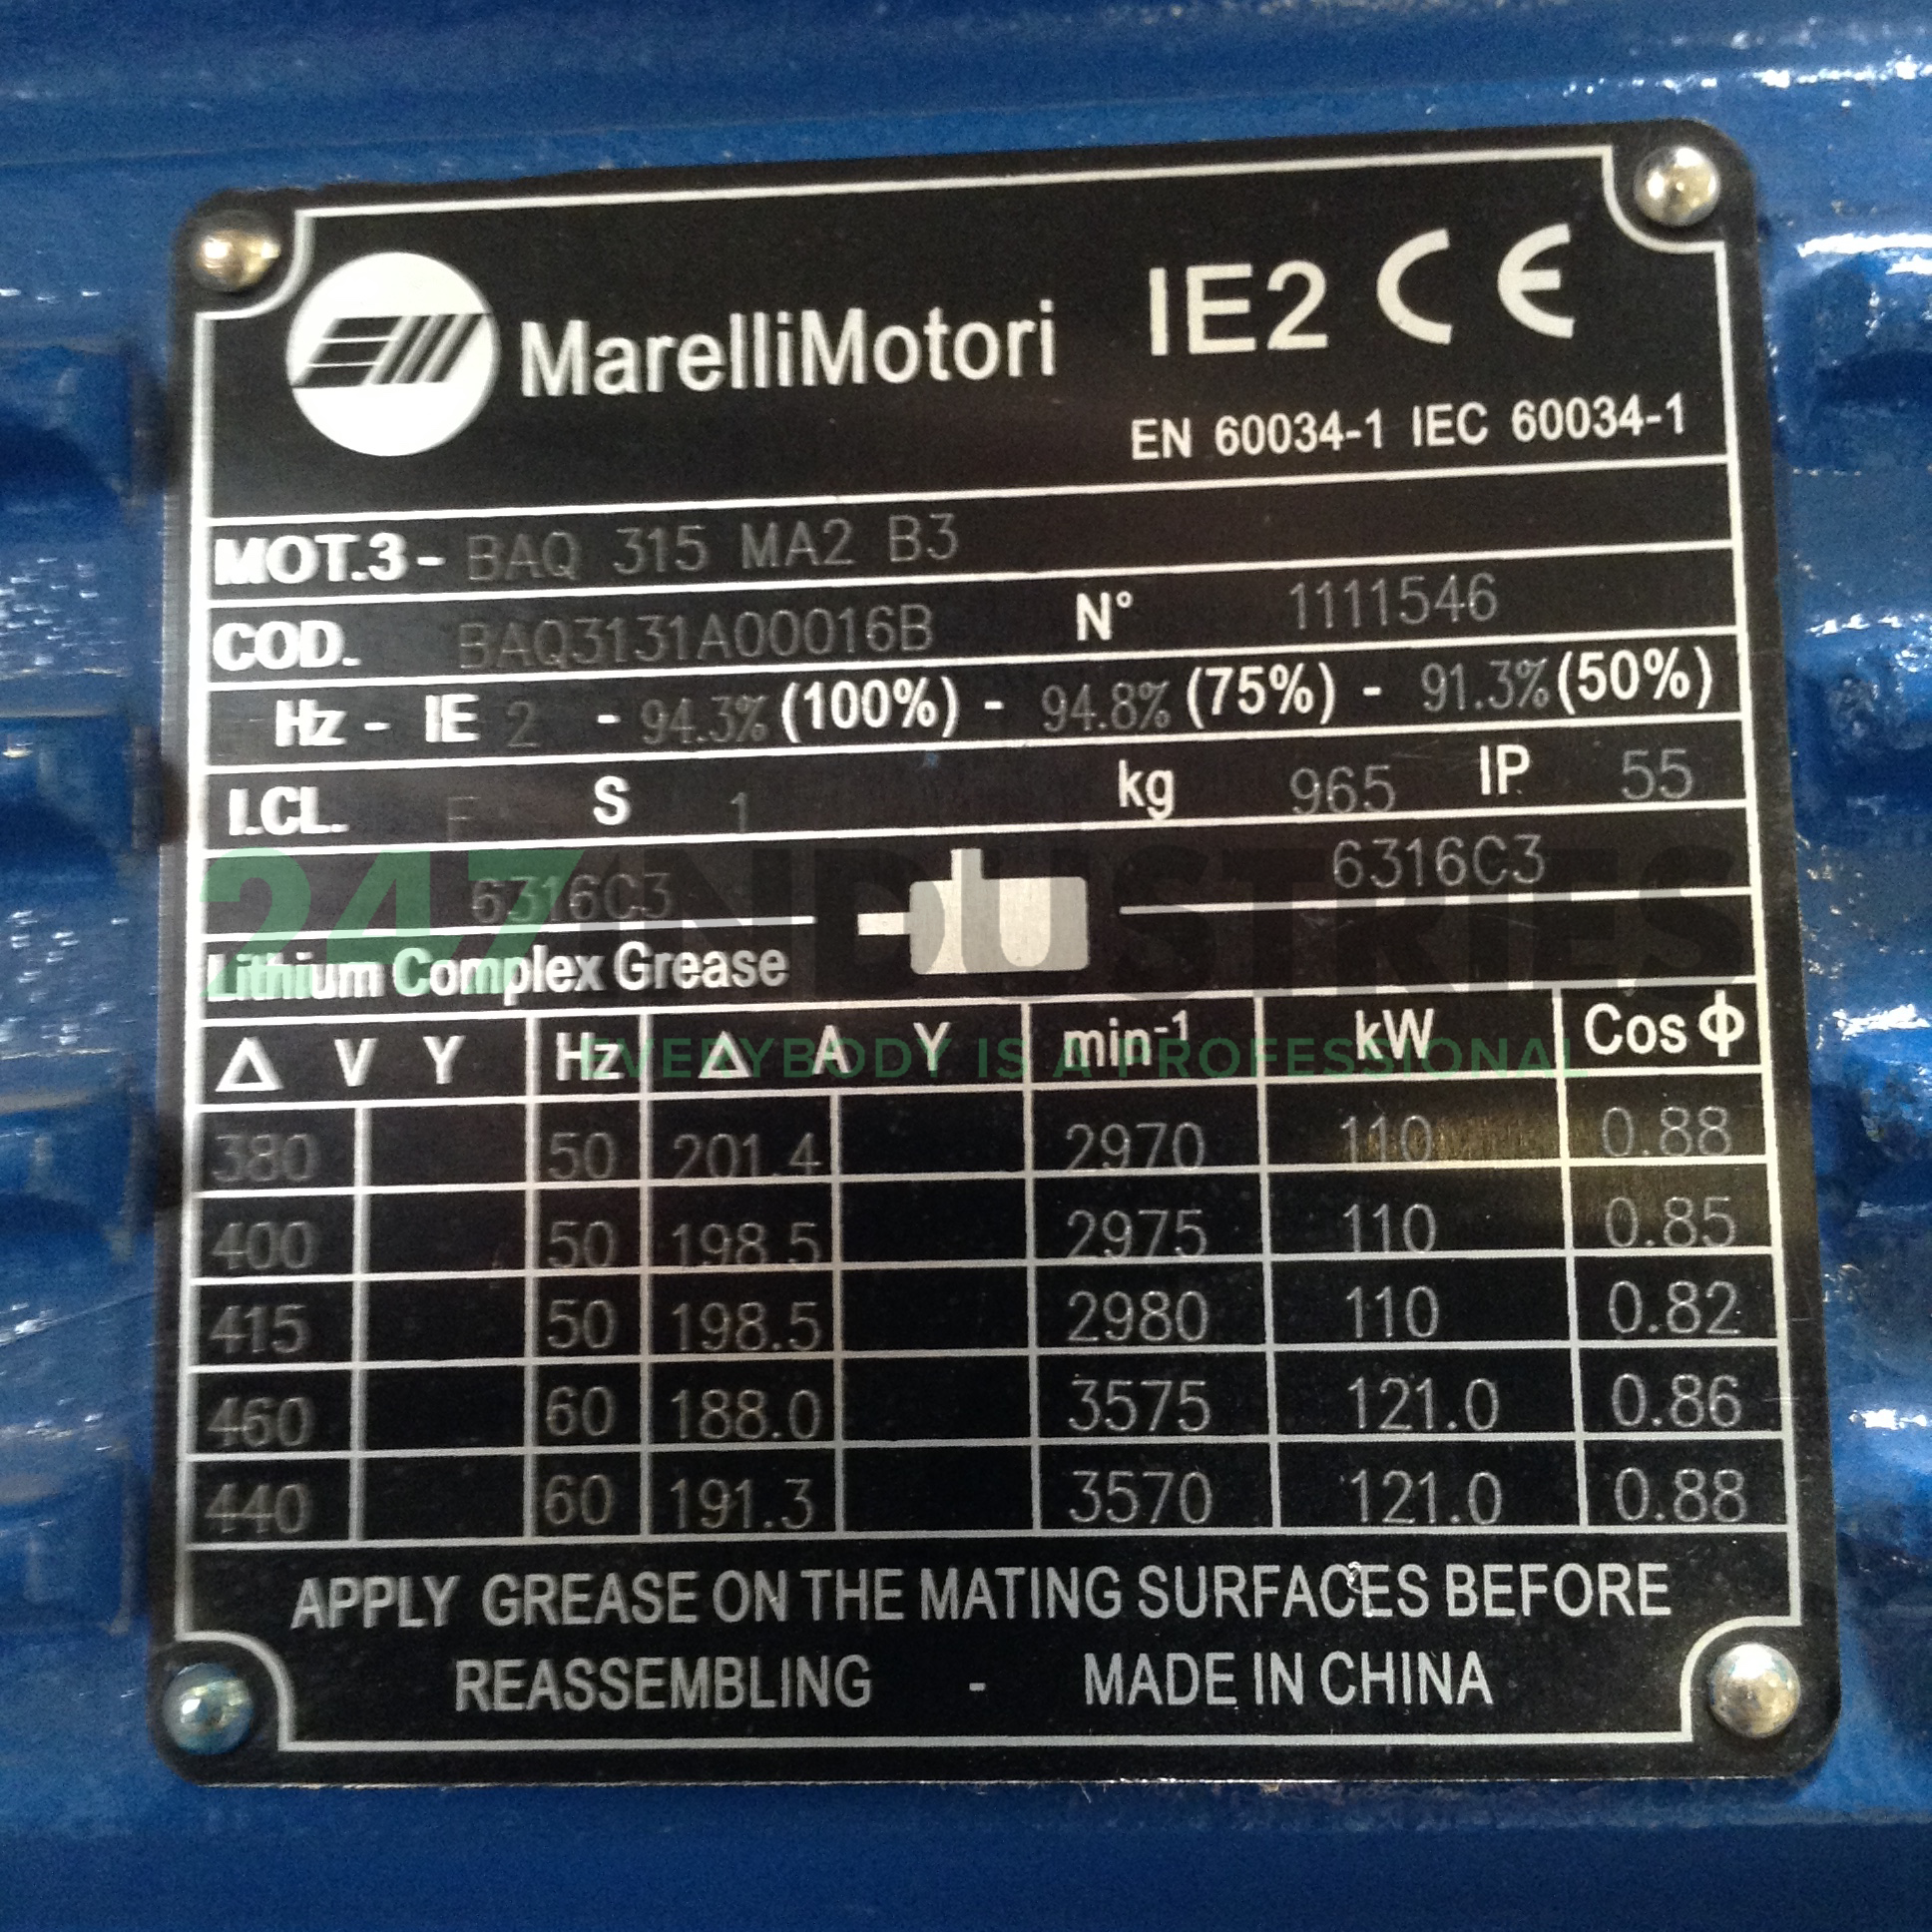 MarelliMotori IE2 CE
EN 60034-1 IEC 60034-1
MOT.3- BAQ 315 MA2 B3
COD. BAQ3131A00016B N° 1111546
Hz - IE 2 - 94.3% (100%) - 94.8% (75%) - 91.3% (50%)
I.CL. F S 1 kg 965 IP 55
6316C3 6316C3
247INDUSTRIES
Lithium Complex Grease
Δ V Y Hz Δ A Y min-1 kW Cos Φ
EVERYBODY IS A PROFESSIONAL
380 50 201.4 2970 110 0.88
400 50 198.5 2975 110 0.85
415 50 198.5 2980 110 0.82
460 60 188.0 3575 121.0 0.86
440 60 191.3 3570 121.0 0.88
APPLY GREASE ON THE MATING SURFACES BEFORE
REASSEMBLING - MADE IN CHINA